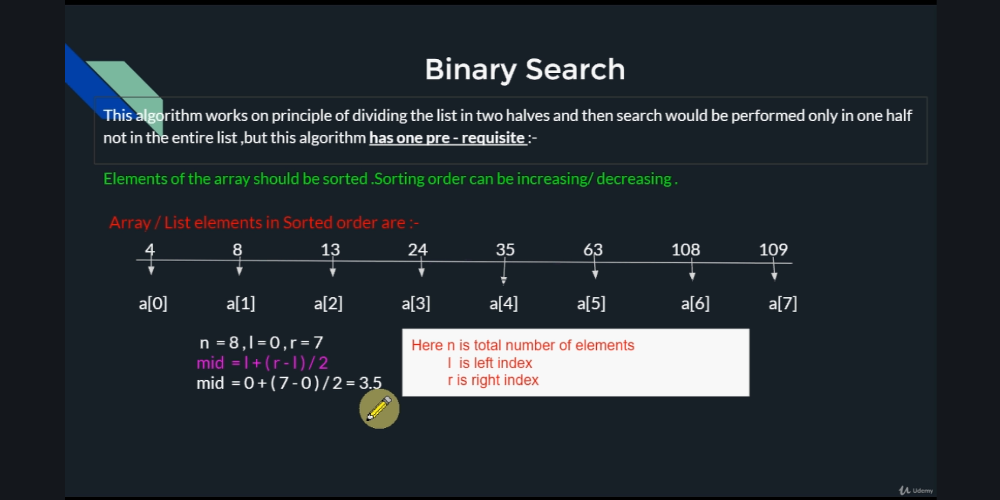 Binary Search
This algorithm works on principle of dividing the list in two halves and then search would be performed only in one half
not in the entire list ,but this algorithm has one pre - requisite :-
Elements of the array should be sorted .Sorting order can be increasing/ decreasing .
Array / List elements in Sorted order are :-
4 8 13 24 35 63 108 109
a[0] a[1] a[2] a[3] a[4] a[5] a[6] a[7]
n = 8 , l = 0 , r = 7
mid = l + ( r - l ) / 2
mid = 0 + ( 7 - 0 ) / 2 = 3.5
Here n is total number of elements
l is left index
r is right index
Udemy